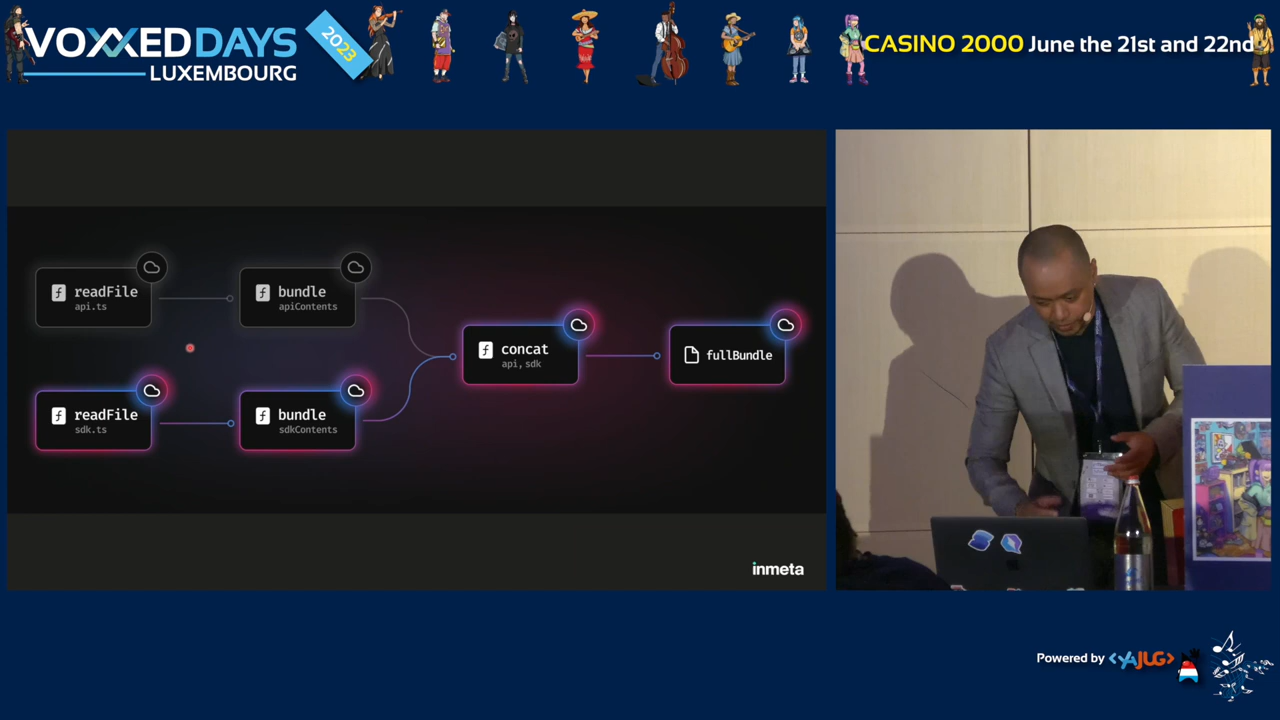 VOXXED DAYS
LUXEMBOURG
2023
CASINO 2000 June the 21st and 22nd
readFile
api.ts
bundle
apiContents
concat
api, sdk
fullBundle
readFile
sdk.ts
bundle
sdkContents
inmeta
Powered by <YAJUG>